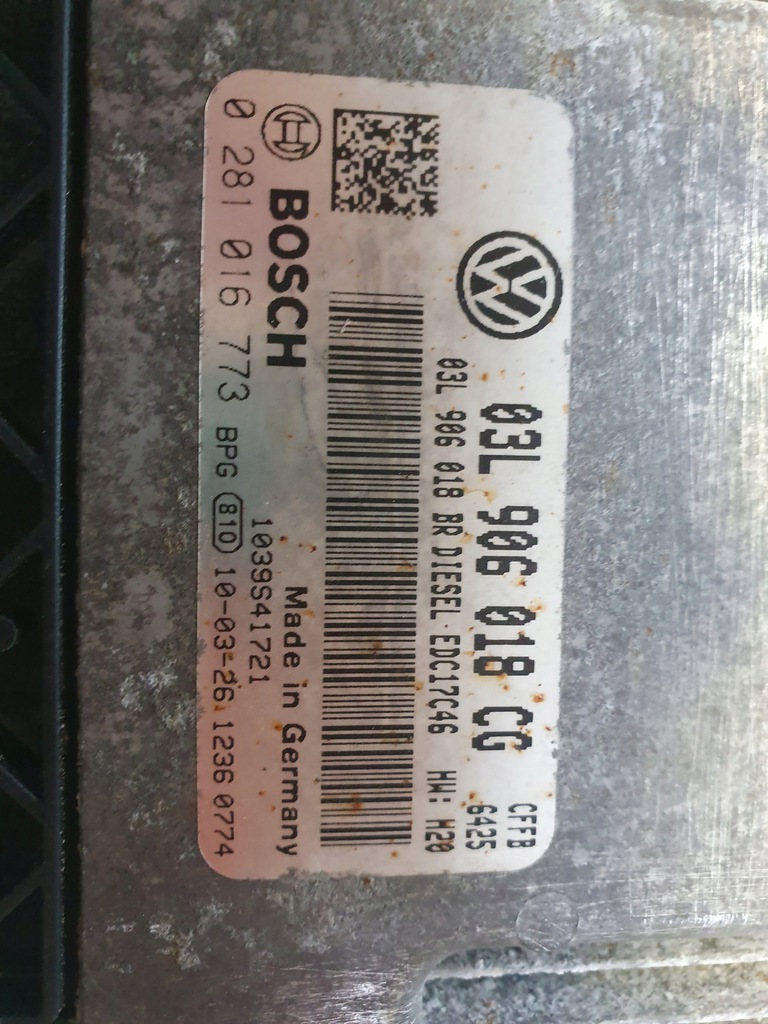 03L 906 018 CG
CFFB
6425
03L 906 018 BR DIESEL-EDC17C46 HW: H20
BOSCH
Made in Germany
1039S41721
0 281 016 773 BPG 810 10-03-26 1236 0774